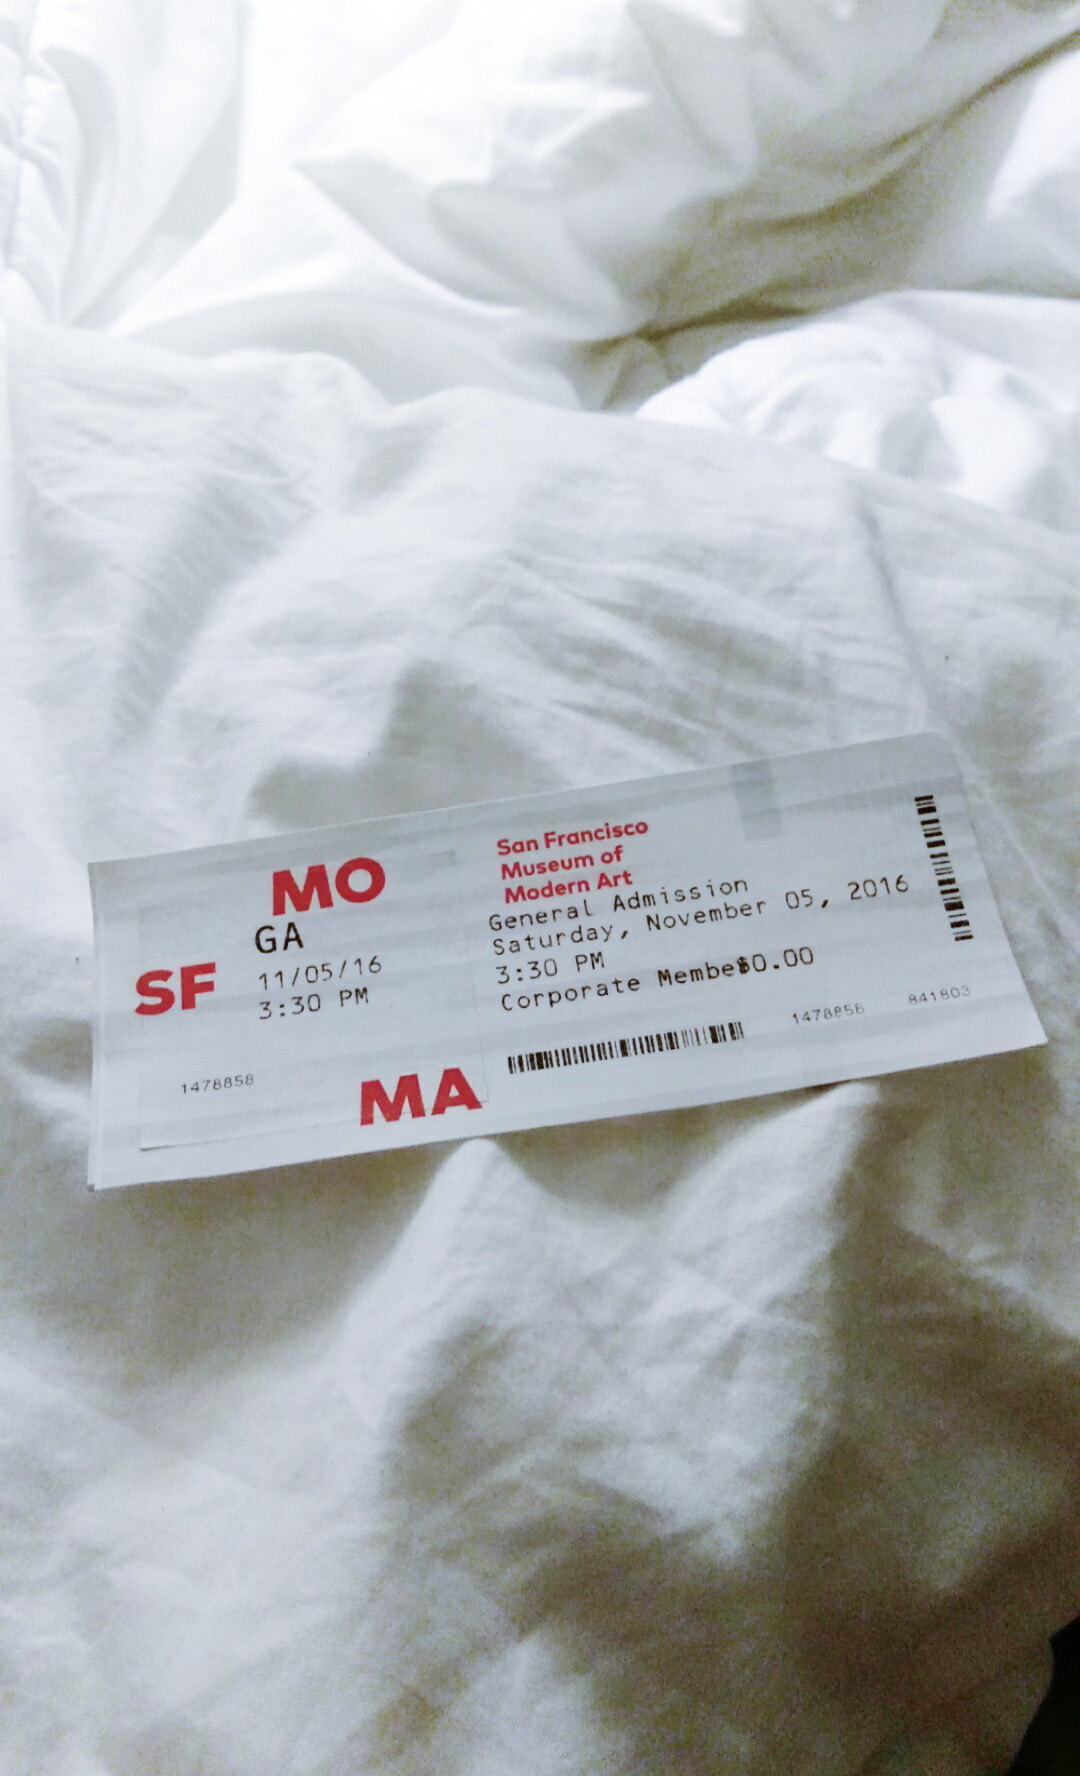 MO
GA
SF
11/05/16
3:30 PM
1478858
MA
San Francisco
Museum of
Modern Art
General Admission
Saturday, November 05, 2016
3:30 PM
Corporate Membe$0.00
1478858 841803